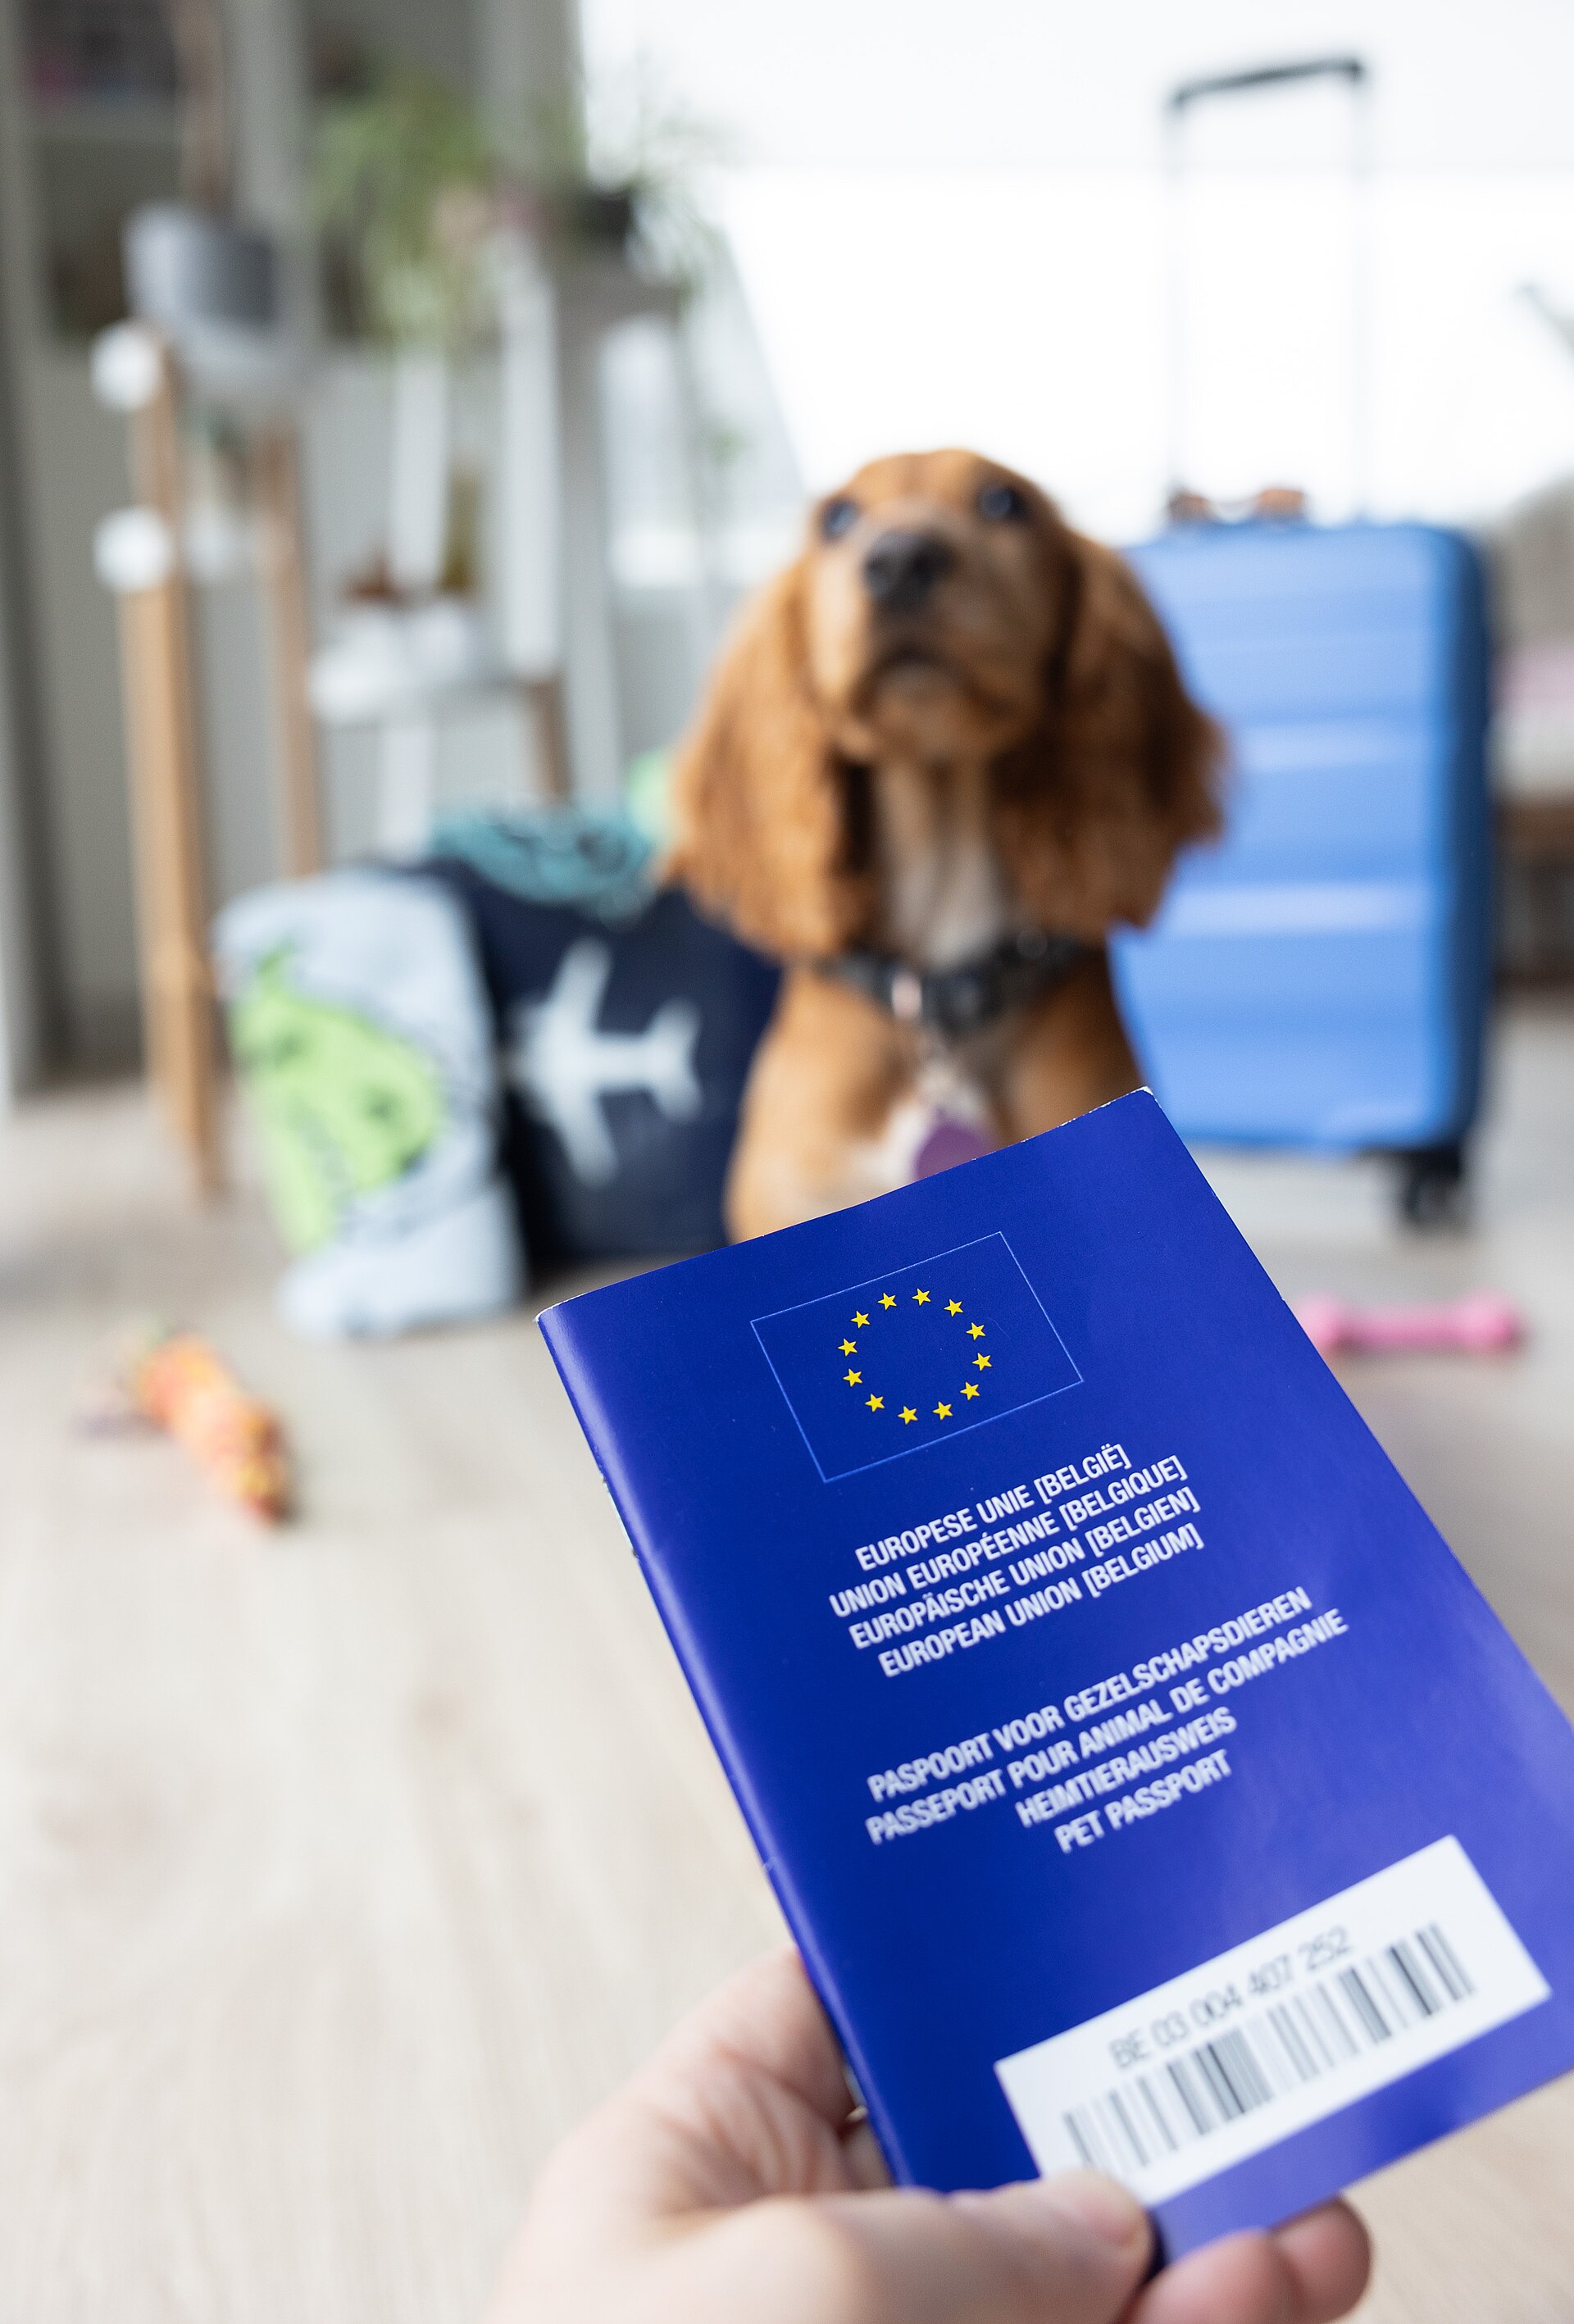 EUROPESE UNIE [BELGIË]
UNION EUROPÉENNE [BELGIQUE]
EUROPÄISCHE UNION [BELGIEN]
EUROPEAN UNION [BELGIUM]
PASPOORT VOOR GEZELSCHAPSDIEREN
PASSEPORT POUR ANIMAL DE COMPAGNIE
HEIMTIERAUSWEIS
PET PASSPORT
BE 03 004 407 252